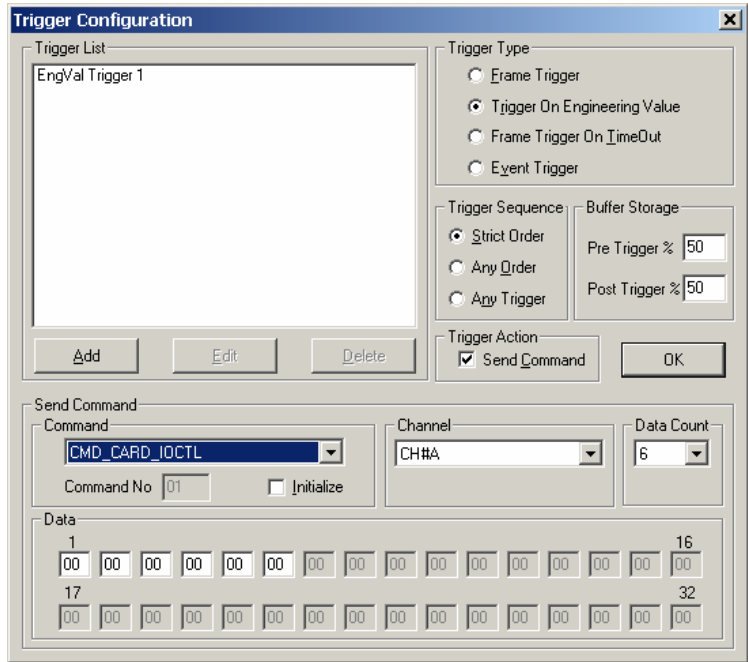 Trigger Configuration
Trigger List
EngVal Trigger 1
Add Edit Delete
Trigger Type
Frame Trigger
Trigger On Engineering Value
Frame Trigger On TimeOut
Event Trigger
Trigger Sequence
Strict Order
Any Order
Any Trigger
Buffer Storage
Pre Trigger % 50
Post Trigger % 50
Trigger Action
Send Command
OK
Send Command
Command
CMD_CARD_IOCTL
Command No 01 Initialize
Channel
CH#A
Data Count
6
Data
1 16
00 00 00 00 00 00 00 00 00 00 00 00 00 00 00 00
17 32
00 00 00 00 00 00 00 00 00 00 00 00 00 00 00 00